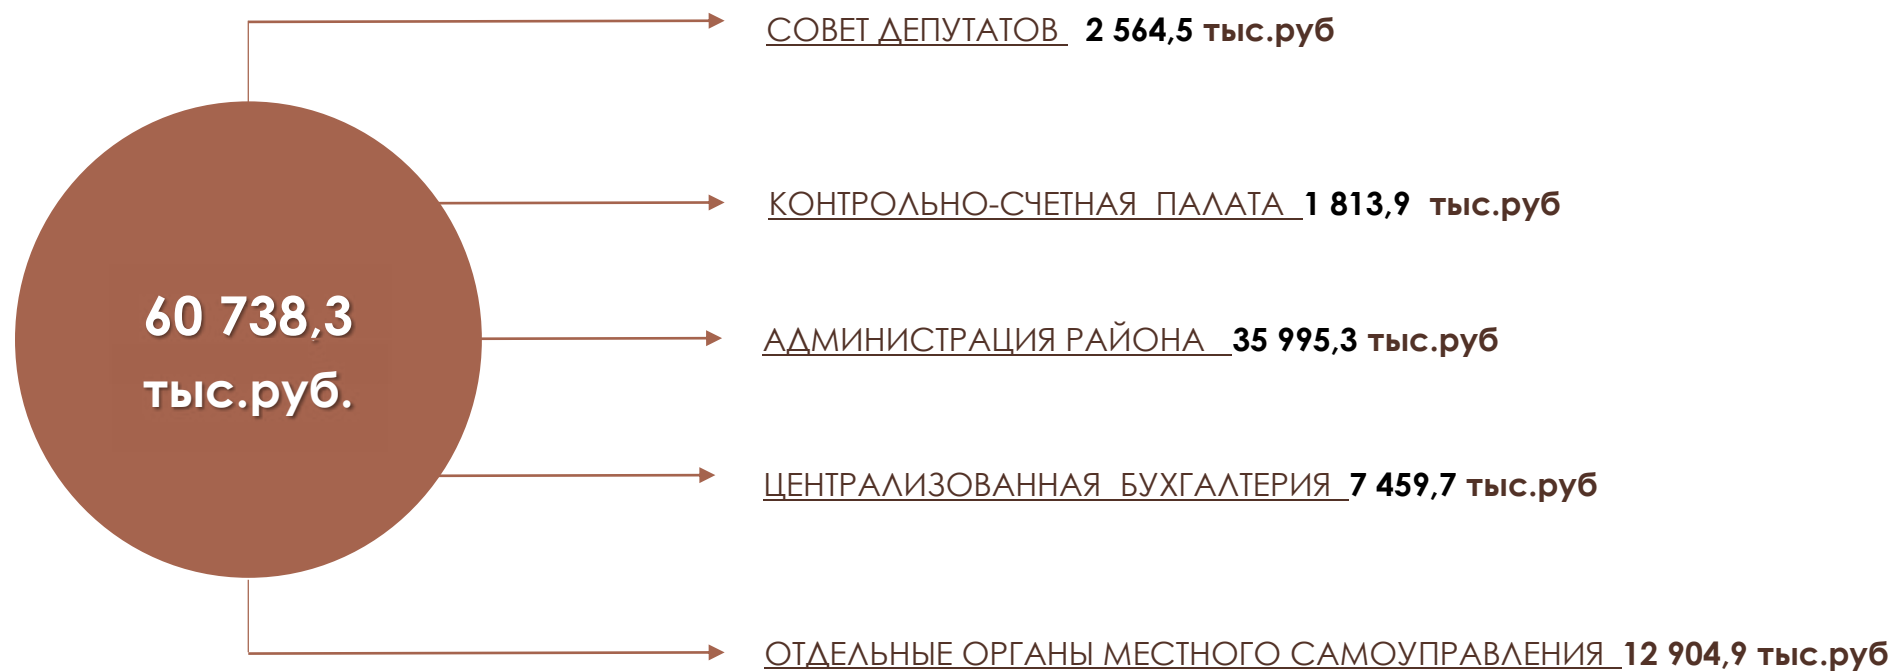 СОВЕТ ДЕПУТАТОВ 2 564,5 тыс.руб
КОНТРОЛЬНО-СЧЕТНАЯ ПАЛАТА 1 813,9 тыс.руб
60 738,3
тыс.руб.
АДМИНИСТРАЦИЯ РАЙОНА 35 995,3 тыс.руб
ЦЕНТРАЛИЗОВАННАЯ БУХГАЛТЕРИЯ 7 459,7 тыс.руб
ОТДЕЛЬНЫЕ ОРГАНЫ МЕСТНОГО САМОУПРАВЛЕНИЯ 12 904,9 тыс.руб